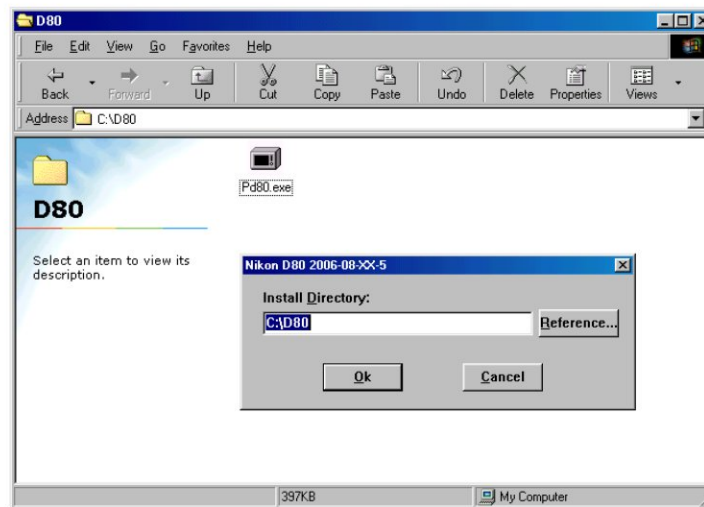 D80
File Edit View Go Favorites Help
Back Forward Up Cut Copy Paste Undo Delete Properties Views
Address C:\D80
Pd80.exe
D80
Select an item to view its
description.
Nikon D80 2006-08-XX-5
Install Directory:
C:\D80
Reference...
Ok Cancel
397KB My Computer